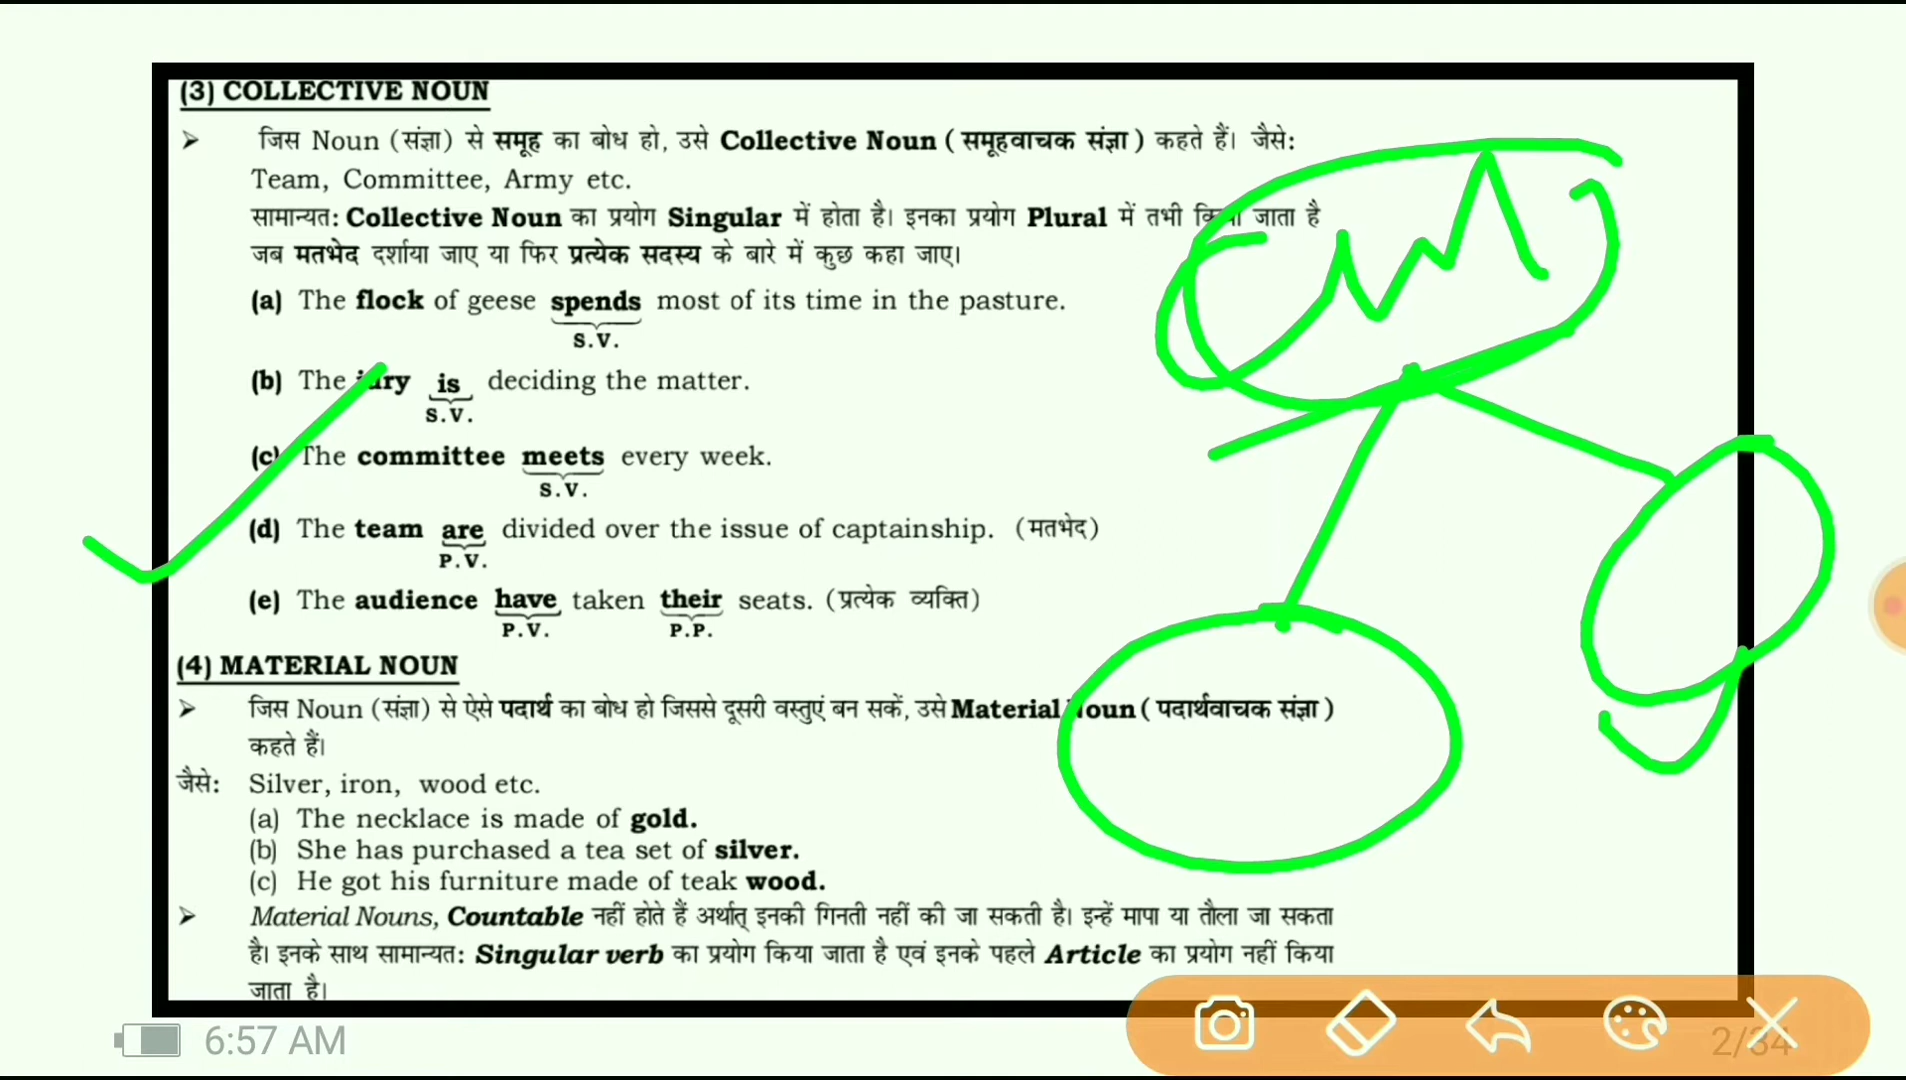 (3) COLLECTIVE NOUN
➢ जिस Noun (संज्ञा) से समूह का बोध हो, उसे Collective Noun ( समूहवाचक संज्ञा ) कहते हैं। जैसे:
Team, Committee, Army etc.
सामान्यत: Collective Noun का प्रयोग Singular में होता है। इनका प्रयोग Plural में तभी किया जाता है
जब मतभेद दर्शाया जाए या फिर प्रत्येक सदस्य के बारे में कुछ कहा जाए।
(a) The flock of geese spends most of its time in the pasture.
S.V.
(b) The jury is deciding the matter.
S.V.
(c) The committee meets every week.
S.V.
(d) The team are divided over the issue of captainship. (मतभेद)
P.V.
(e) The audience have taken their seats. (प्रत्येक व्यक्ति)
P.V. P.P.
(4) MATERIAL NOUN
➢ जिस Noun (संज्ञा) से ऐसे पदार्थ का बोध हो जिससे दूसरी वस्तुएं बन सकें, उसे Material Noun ( पदार्थवाचक संज्ञा )
कहते हैं।
जैसे: Silver, iron, wood etc.
(a) The necklace is made of gold.
(b) She has purchased a tea set of silver.
(c) He got his furniture made of teak wood.
➢ Material Nouns, Countable नहीं होते हैं अर्थात् इनकी गिनती नहीं की जा सकती है। इन्हें मापा या तौला जा सकता
है। इनके साथ सामान्यत: Singular verb का प्रयोग किया जाता है एवं इनके पहले Article का प्रयोग नहीं किया
जाता है।
6:57 AM
2/34